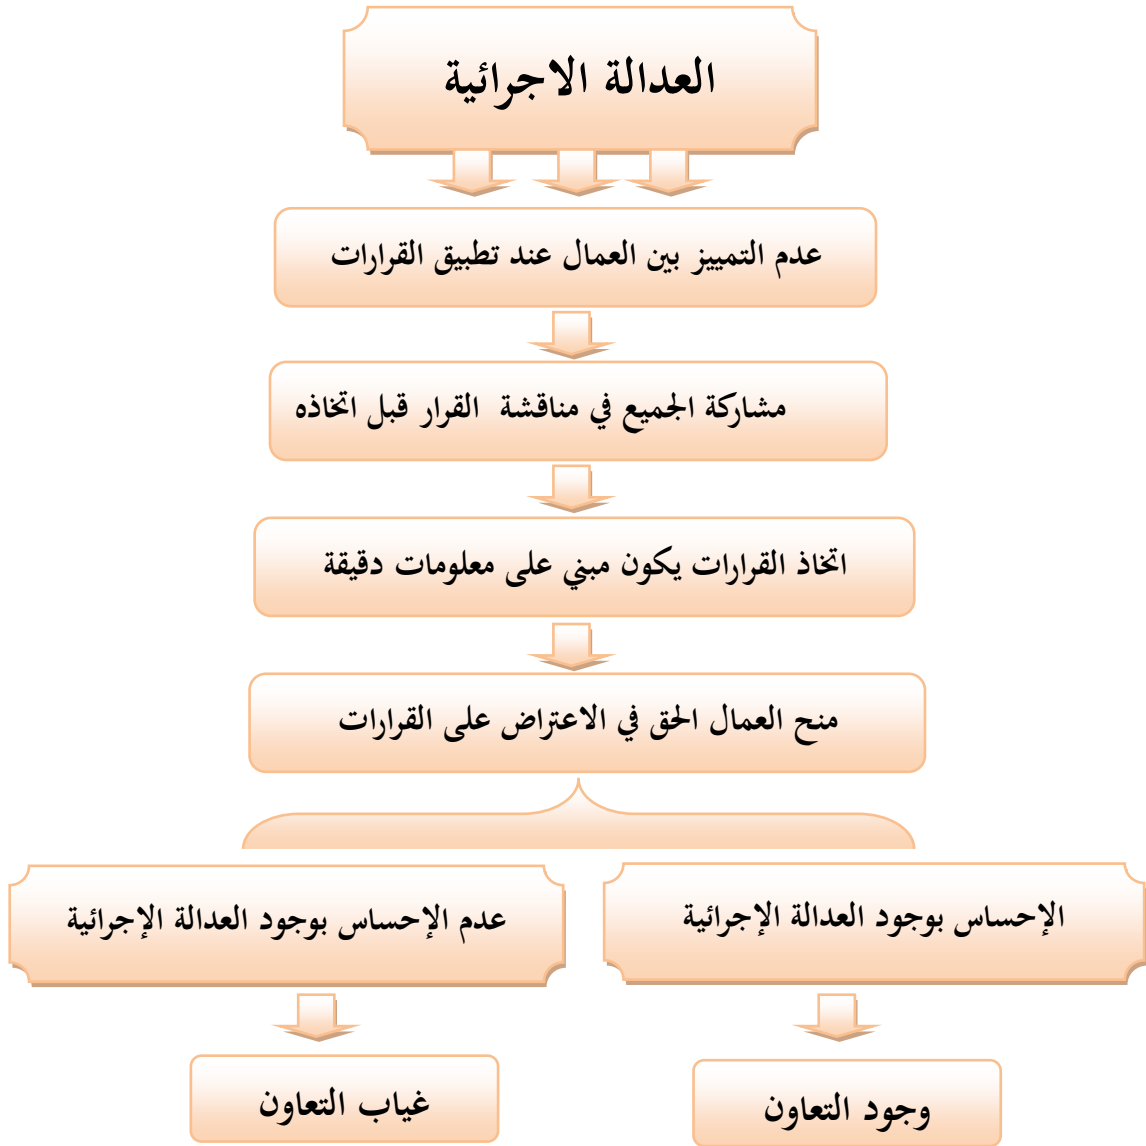 العدالة الاجرائية
عدم التمييز بين العمال عند تطبيق القرارات
مشاركة الجميع في مناقشة القرار قبل اتخاذه
اتخاذ القرارات يكون مبني على معلومات دقيقة
منح العمال الحق في الاعتراض على القرارات
الإحساس بوجود العدالة الإجرائية
عدم الإحساس بوجود العدالة الإجرائية
وجود التعاون
غياب التعاون